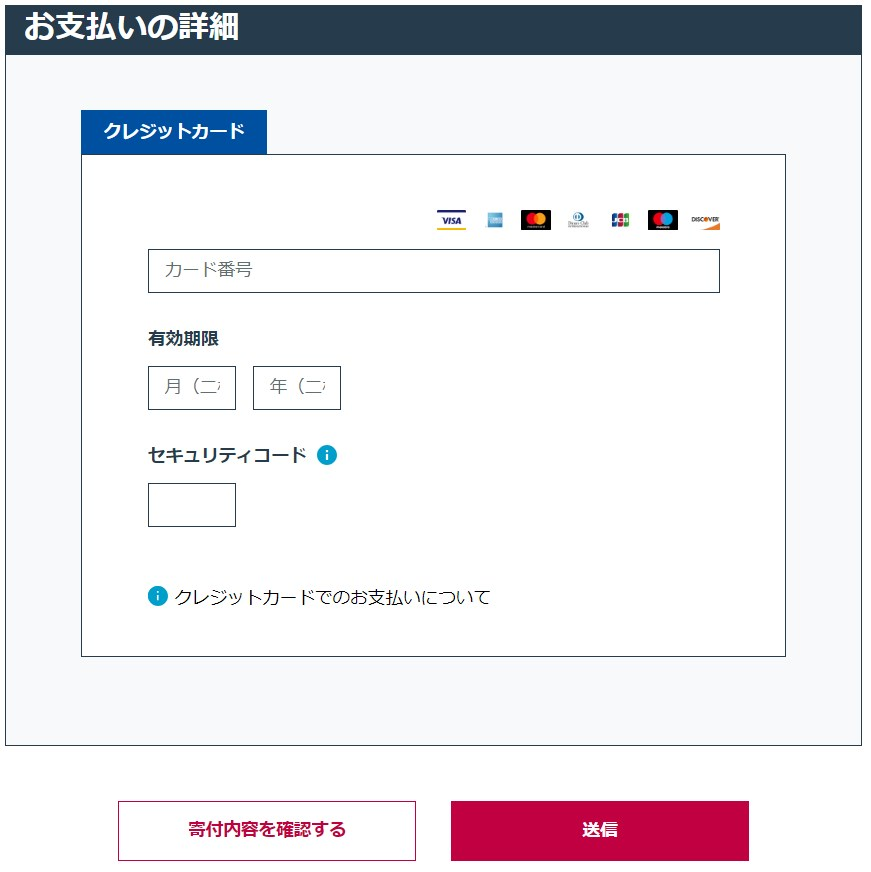 お支払いの詳細
クレジットカード
VISA
DISCOVER
カード番号
有効期限
月（二
年（二
セキュリティコード
クレジットカードでのお支払いについて
寄付内容を確認する
送信